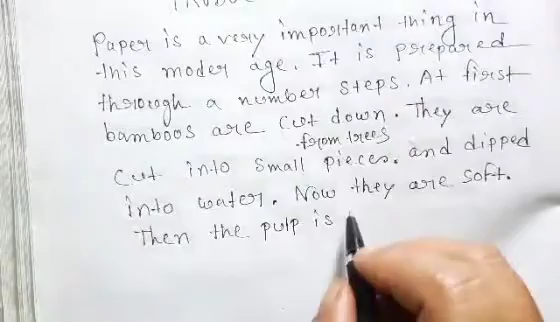 Paper is a very important thing in
this moder age. It is prepared
through a number steps. At first
bamboos are cut down. They are
from trees
cut into small pieces. and dipped
into water. Now they are soft.
Then the pulp is